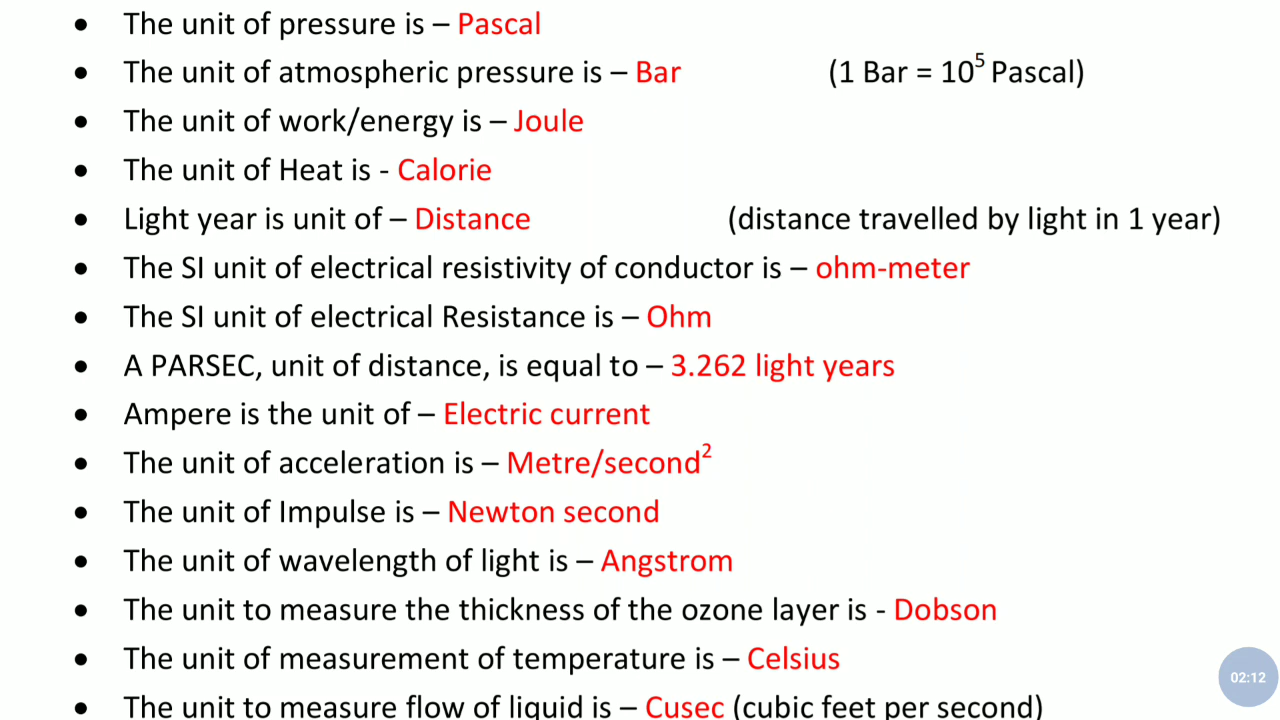 • The unit of pressure is – Pascal
• The unit of atmospheric pressure is – Bar (1 Bar = 10⁵ Pascal)
• The unit of work/energy is – Joule
• The unit of Heat is - Calorie
• Light year is unit of – Distance (distance travelled by light in 1 year)
• The SI unit of electrical resistivity of conductor is – ohm-meter
• The SI unit of electrical Resistance is – Ohm
• A PARSEC, unit of distance, is equal to – 3.262 light years
• Ampere is the unit of – Electric current
• The unit of acceleration is – Metre/second²
• The unit of Impulse is – Newton second
• The unit of wavelength of light is – Angstrom
• The unit to measure the thickness of the ozone layer is - Dobson
• The unit of measurement of temperature is – Celsius
02:12
• The unit to measure flow of liquid is – Cusec (cubic feet per second)